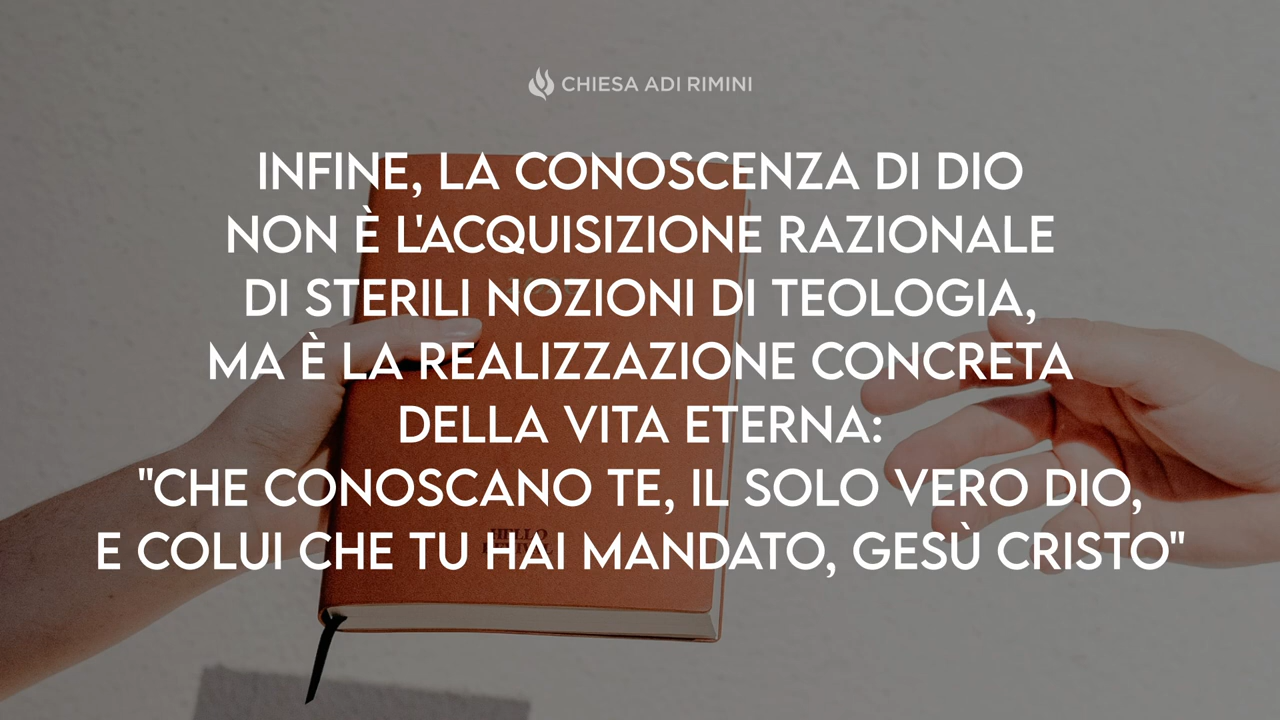 CHIESA ADI RIMINI
INFINE, LA CONOSCENZA DI DIO
NON È L'ACQUISIZIONE RAZIONALE
DI STERILI NOZIONI DI TEOLOGIA,
MA È LA REALIZZAZIONE CONCRETA
DELLA VITA ETERNA:
"CHE CONOSCANO TE, IL SOLO VERO DIO,
E COLUI CHE TU HAI MANDATO, GESÙ CRISTO"
HELLO